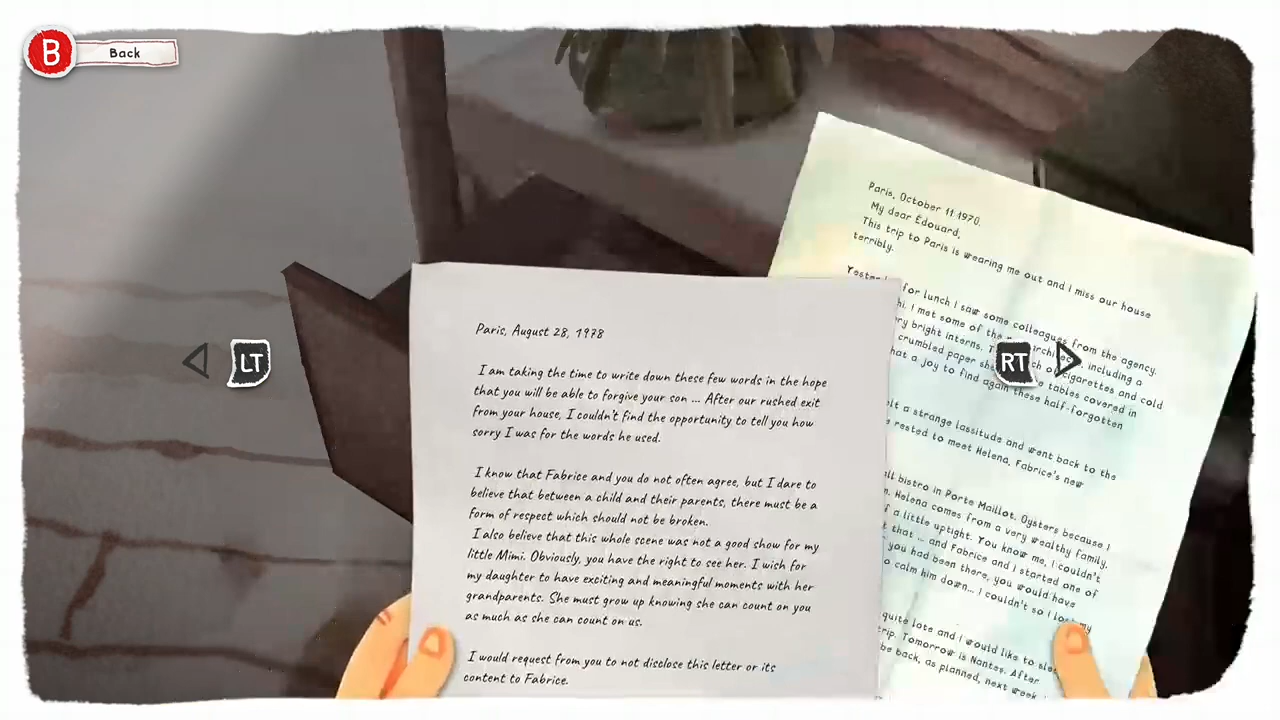 B
Back
LT
RT
Paris, August 28, 1978
I am taking the time to write down these few words in the hope
that you will be able to forgive your son ... After our rushed exit
from your house, I couldn't find the opportunity to tell you how
sorry I was for the words he used.
I know that Fabrice and you do not often agree, but I dare to
believe that between a child and their parents, there must be a
form of respect which should not be broken.
I also believe that this whole scene was not a good show for my
little Mimi. Obviously, you have the right to see her. I wish for
my daughter to have exciting and meaningful moments with her
grandparents. She must grow up knowing she can count on you
as much as she can count on us.
I would request from you to not disclose this letter or its
content to Fabrice.
Paris, October 11 1970.
My dear Édouard,
This trip to Paris is wearing me out and I miss our house
terribly.
for lunch I saw some colleagues from the agency.
I met some of the including a
very bright interns. cigarettes and cold
crumbled paper tables covered in
what a joy to find again these half-forgotten
felt a strange lassitude and went back to the
rested to meet Helena, Fabrice's new
bistro in Porte Maillot. Oysters because I
Helena comes from a very wealthy family.
a little uptight. You know me, I couldn't
that ... and Fabrice and I started one of
you had been there, you would have
calm him down... I couldn't so I my
quite late and I would like to
trip. Tomorrow is Nantes. After
be back, as planned, next week